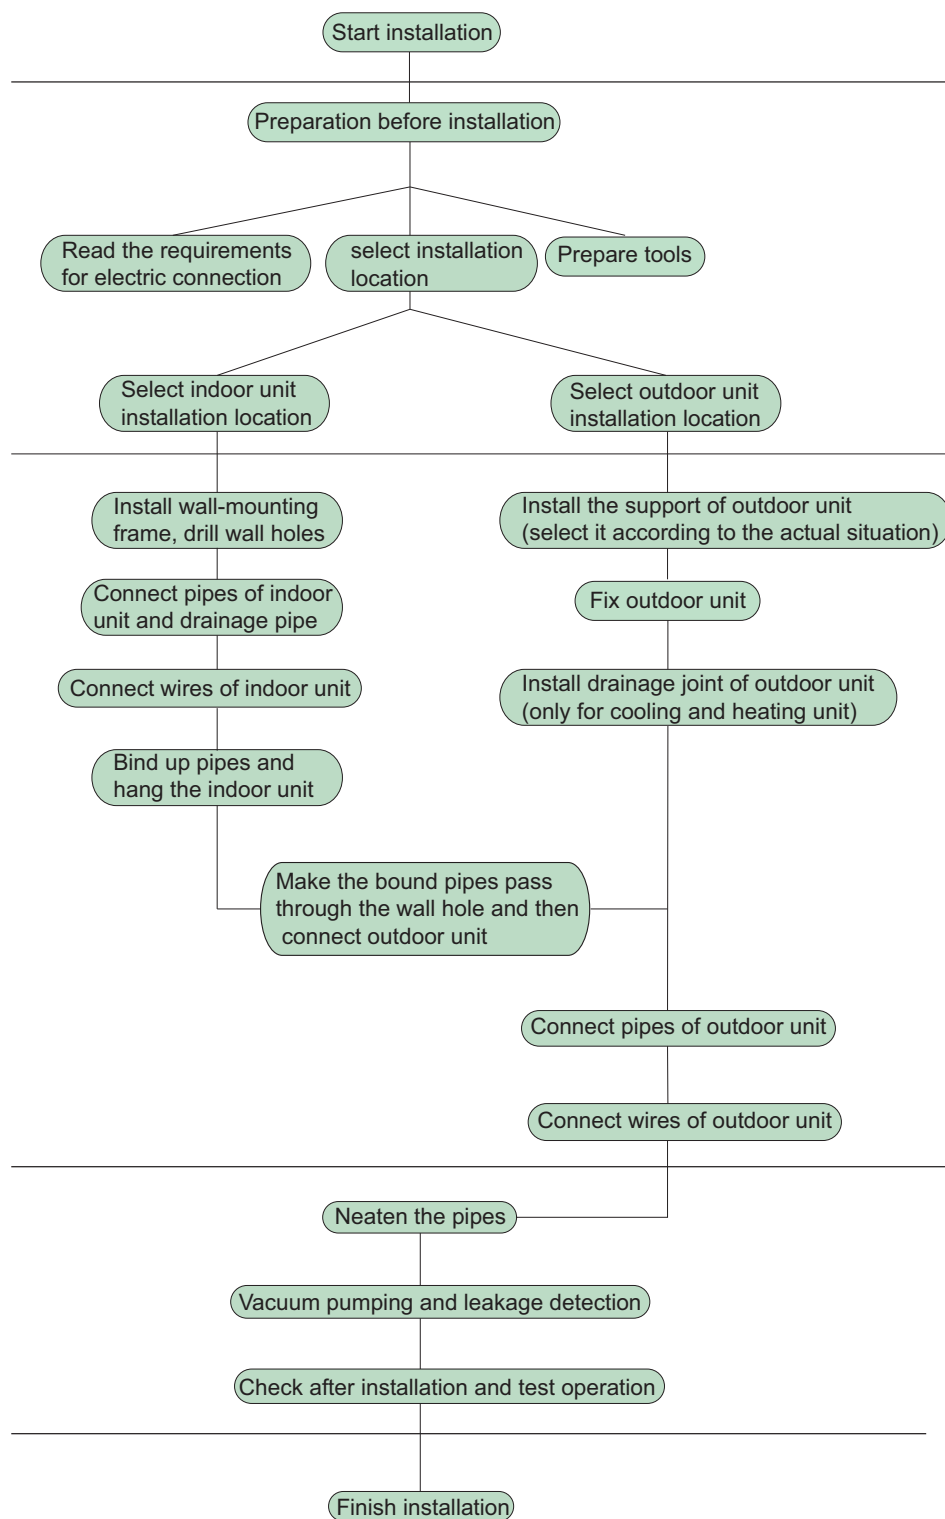 Start installation
Preparation before installation
Read the requirements
for electric connection
select installation
location
Prepare tools
Select indoor unit
installation location
Select outdoor unit
installation location
Install wall-mounting
frame, drill wall holes
Install the support of outdoor unit
(select it according to the actual situation)
Connect pipes of indoor
unit and drainage pipe
Fix outdoor unit
Connect wires of indoor unit
Install drainage joint of outdoor unit
(only for cooling and heating unit)
Bind up pipes and
hang the indoor unit
Make the bound pipes pass
through the wall hole and then
connect outdoor unit
Connect pipes of outdoor unit
Connect wires of outdoor unit
Neaten the pipes
Vacuum pumping and leakage detection
Check after installation and test operation
Finish installation